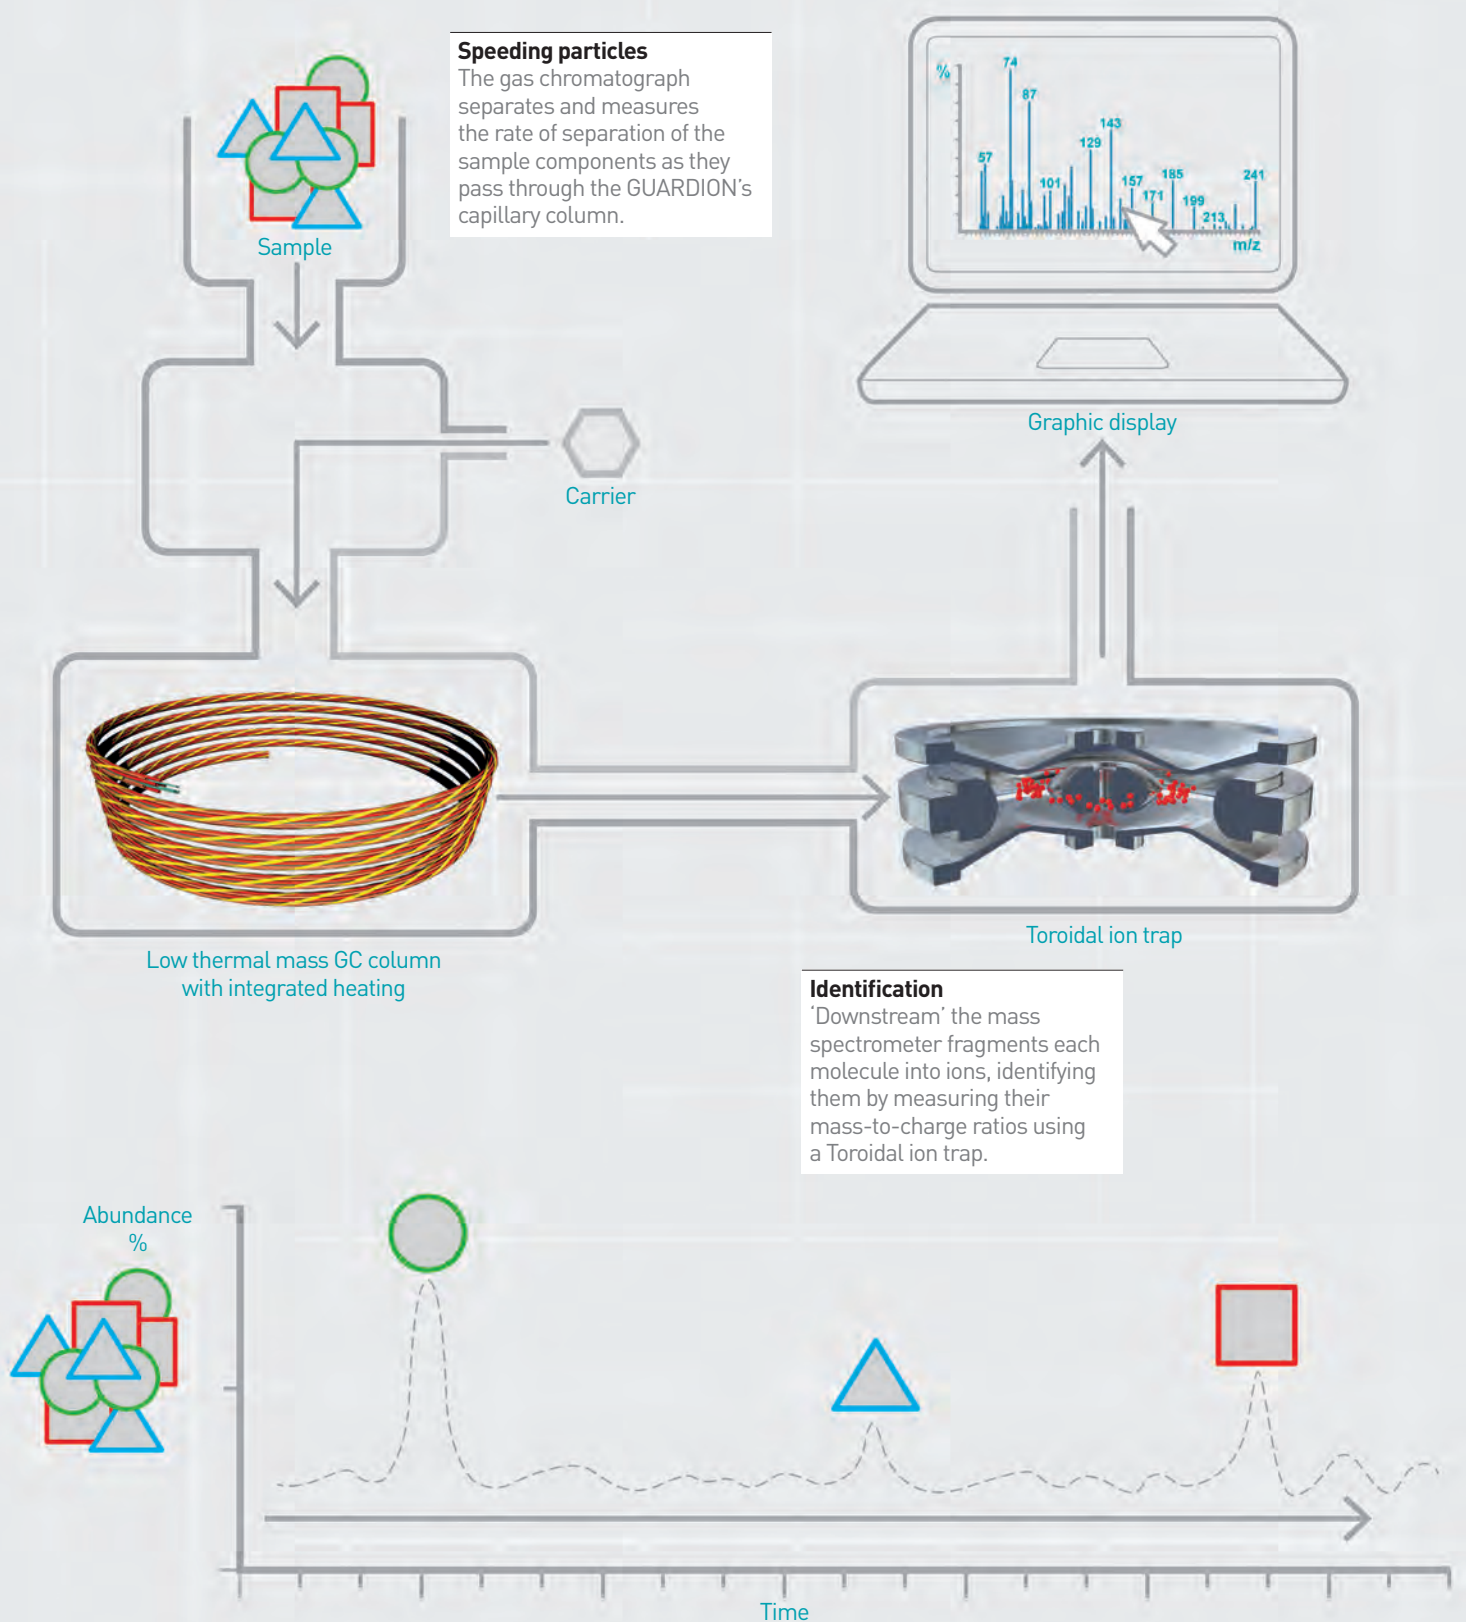 Speeding particles
The gas chromatograph
separates and measures
the rate of separation of the
sample components as they
pass through the GUARDION's
capillary column.
Sample
%
74
87
57
101
129
143
157
171
185
199
213
241
m/z
Graphic display
Carrier
Low thermal mass GC column
with integrated heating
Toroidal ion trap
Identification
'Downstream' the mass
spectrometer fragments each
molecule into ions, identifying
them by measuring their
mass-to-charge ratios using
a Toroidal ion trap.
Abundance
%
Time